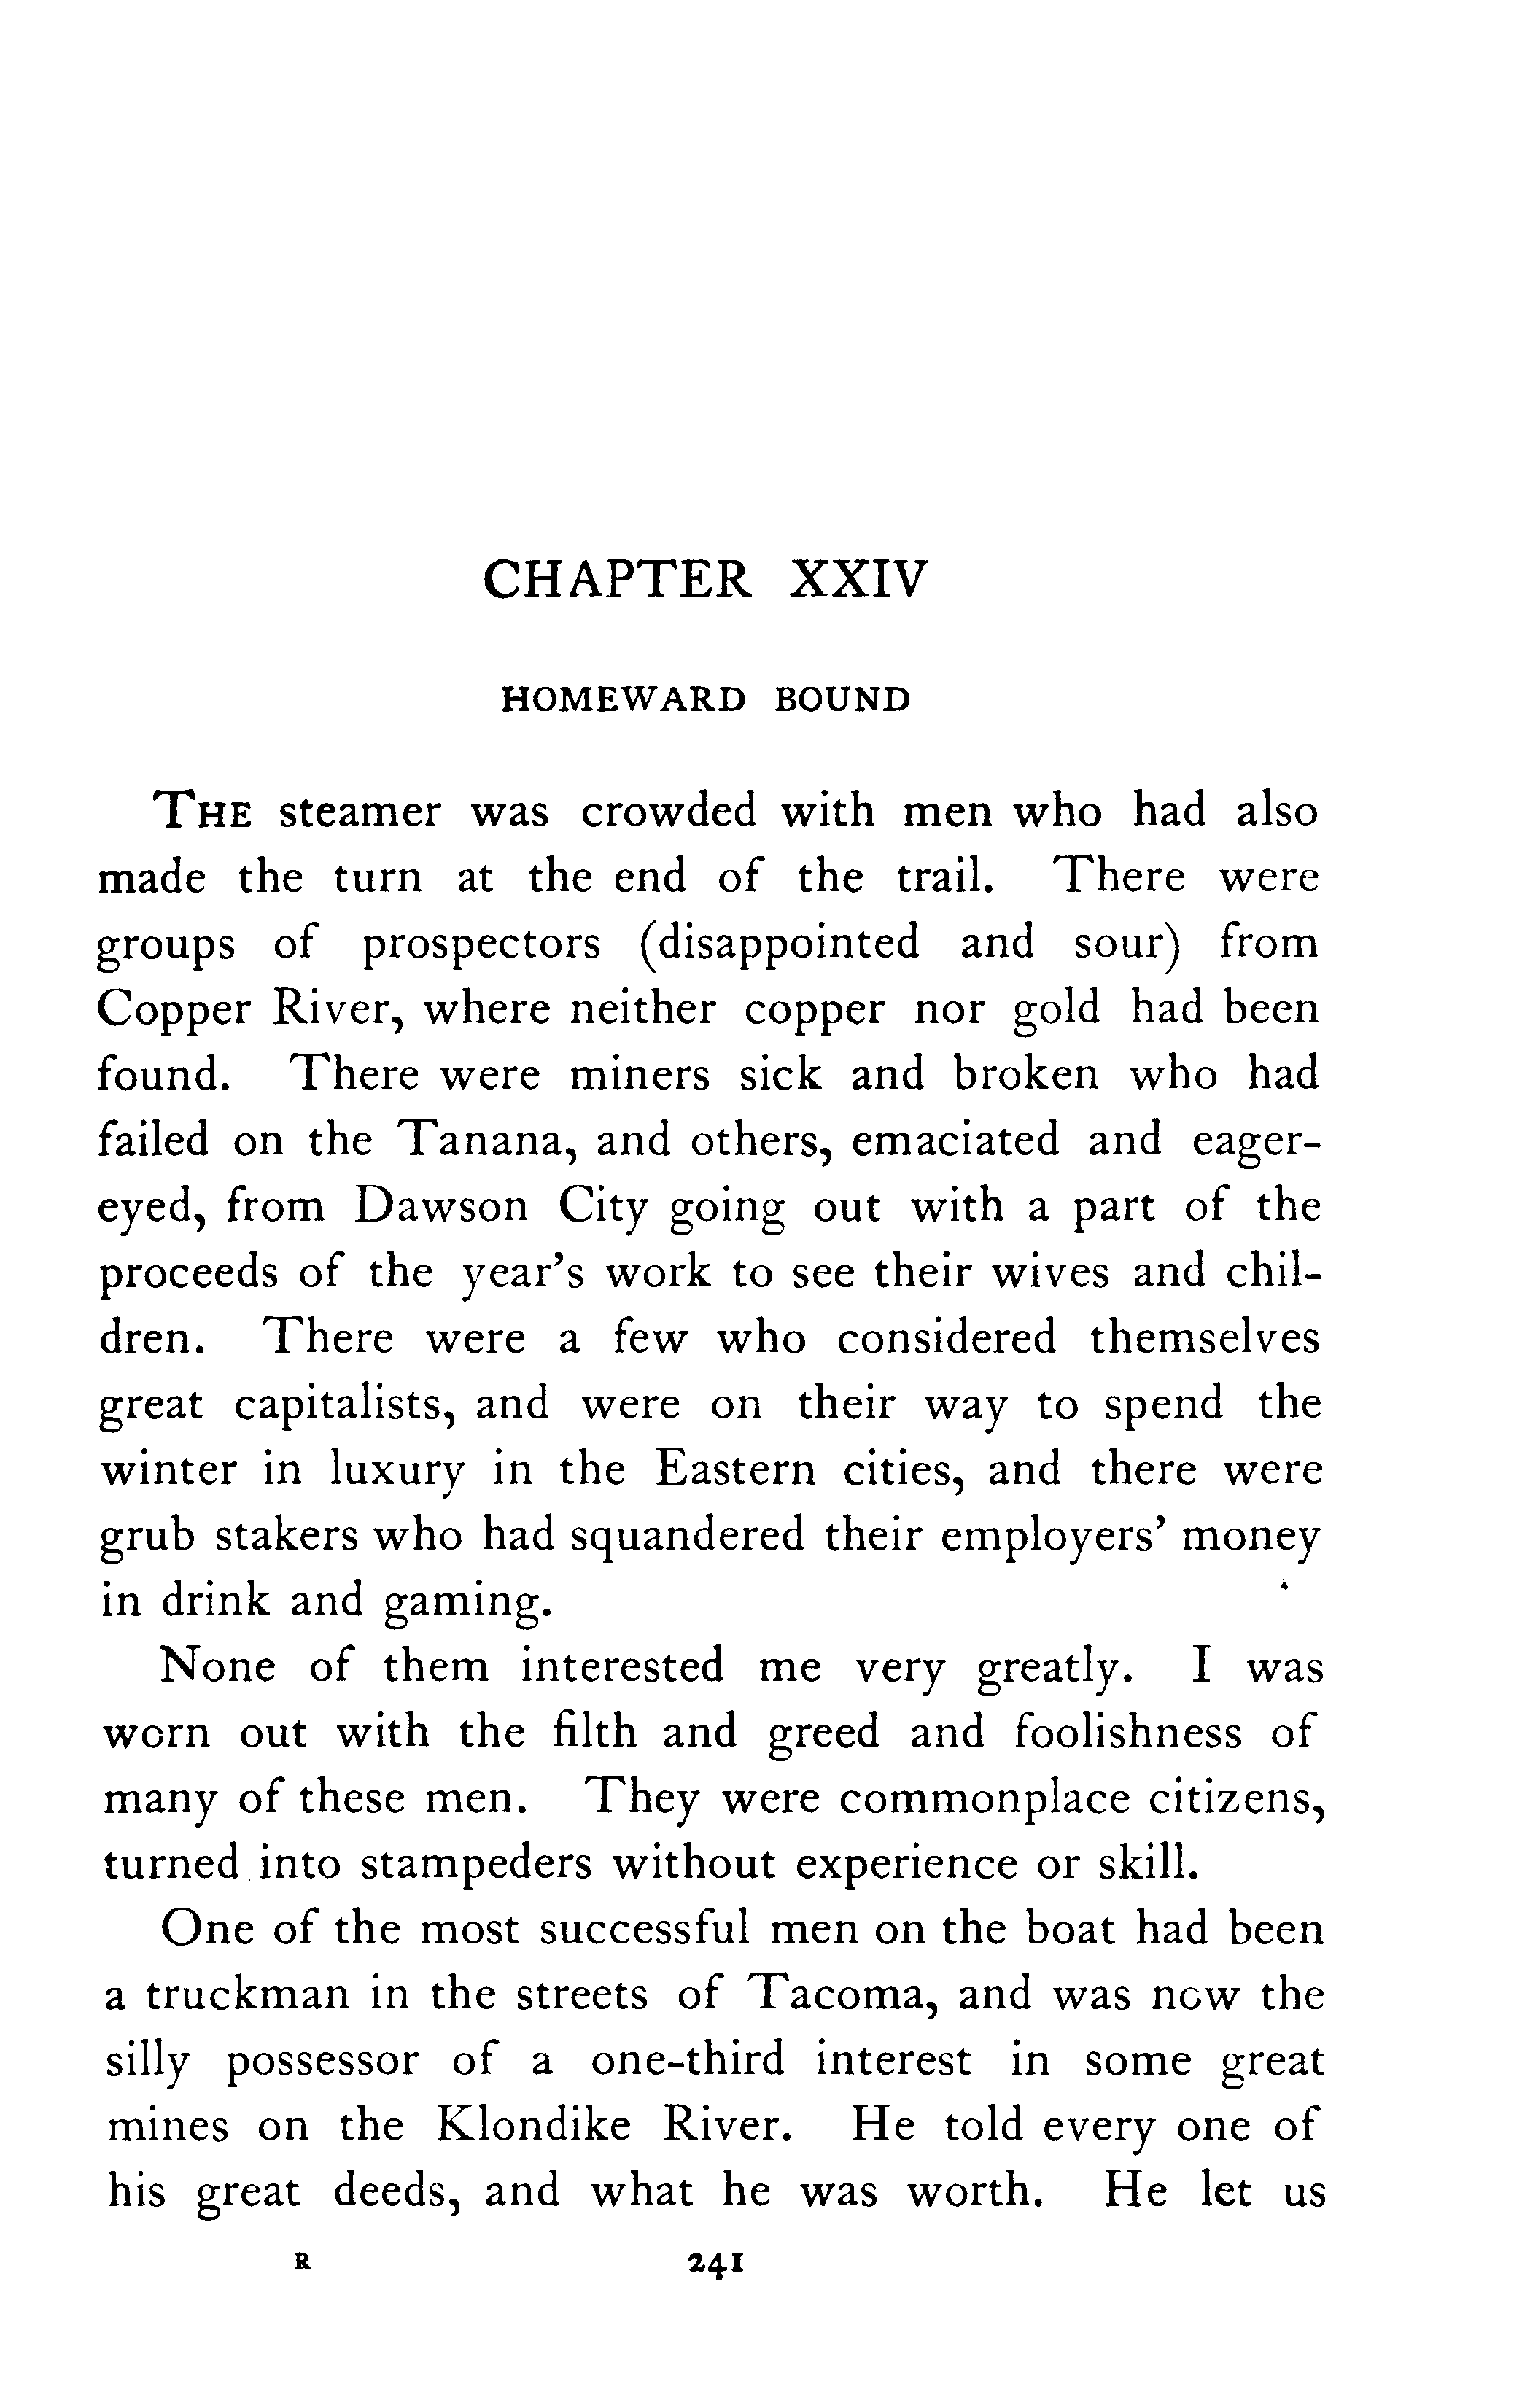 CHAPTER XXIV
HOMEWARD BOUND
THE steamer was crowded with men who had also
made the turn at the end of the trail. There were
groups of prospectors (disappointed and sour) from
Copper River, where neither copper nor gold had been
found. There were miners sick and broken who had
failed on the Tanana, and others, emaciated and eager-
eyed, from Dawson City going out with a part of the
proceeds of the year’s work to see their wives and chil-
dren. There were a few who considered themselves
great capitalists, and were on their way to spend the
winter in luxury in the Eastern cities, and there were
grub stakers who had squandered their employers’ money
in drink and gaming.
None of them interested me very greatly. I was
worn out with the filth and greed and foolishness of
many of these men. They were commonplace citizens,
turned into stampeders without experience or skill.
One of the most successful men on the boat had been
a truckman in the streets of Tacoma, and was now the
silly possessor of a one-third interest in some great
mines on the Klondike River. He told every one of
his great deeds, and what he was worth. He let us
R 241